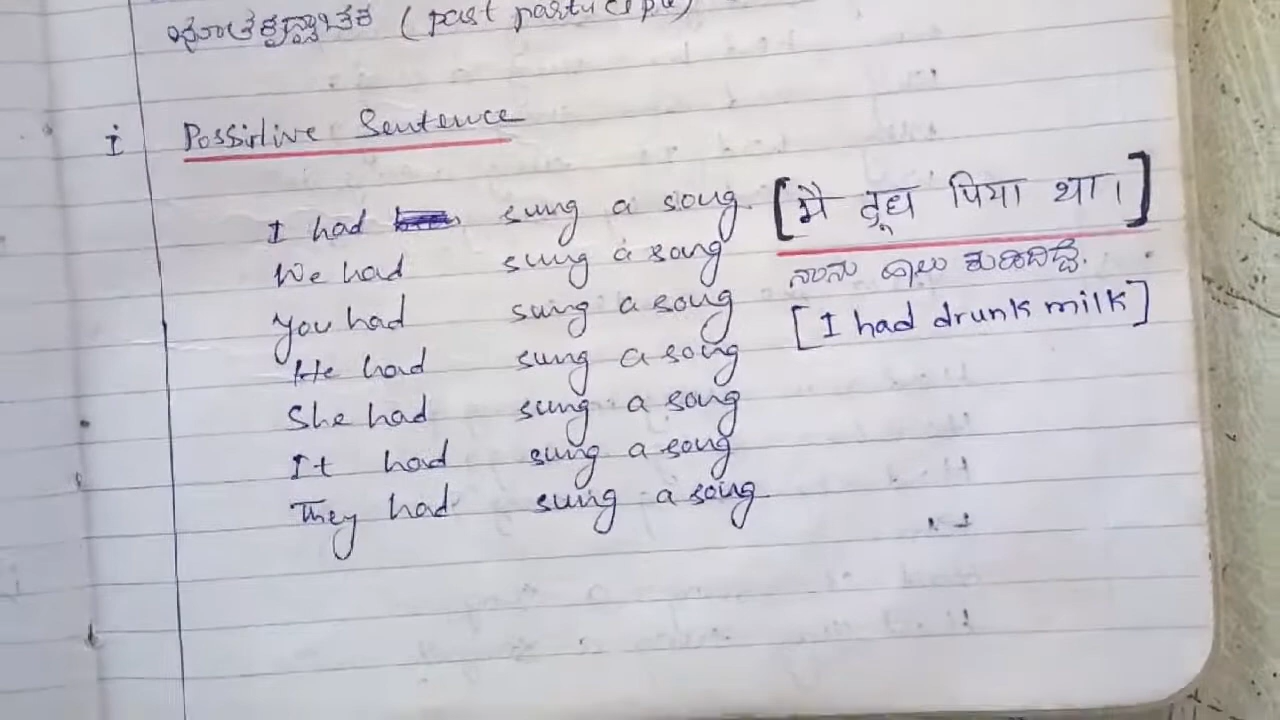 (past participle)
i Possitive Sentence
I had sung a song. [मै दूध पिया था।]
We had sung a song
ನಾನು ಹಾಲು ಕುಡಿದಿದ್ದೆ.
You had sung a song [I had drunk milk]
He had sung a song
She had sung a song
It had sung a song
They had sung a song.